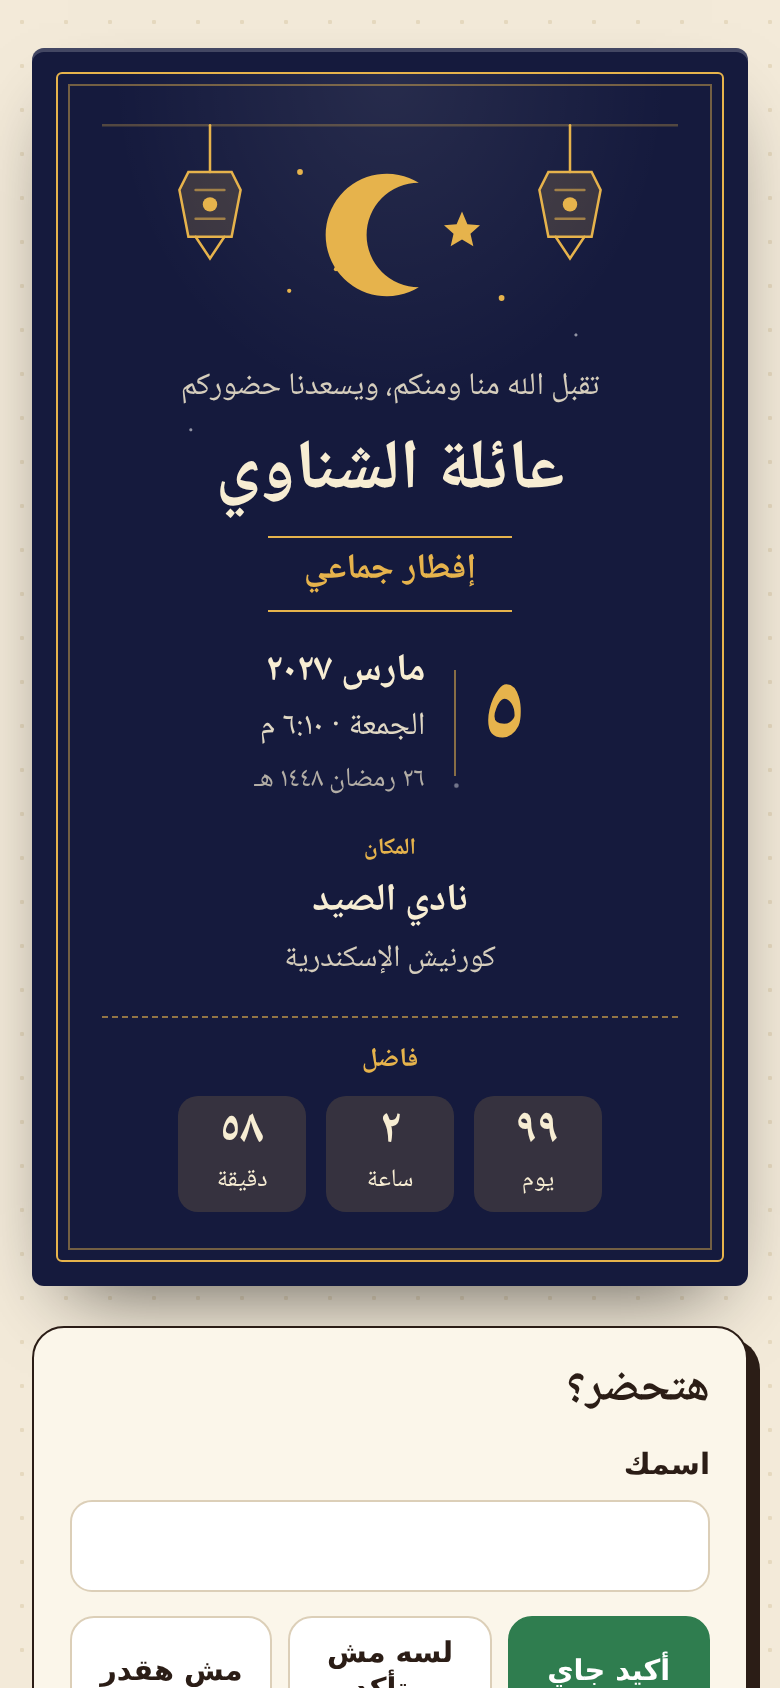 تقبل الله منا ومنكم، ويسعدنا حضوركم
عائلة الشناوي
إفطار جماعي
٥
مارس ٢٠٢٧
الجمعة · ٦:١٠ م
٢٦ رمضان ١٤٤٨ هـ
المكان
نادي الصيد
كورنيش الإسكندرية
فاضل
٩٩ ٢ ٥٨
يوم ساعة دقيقة
هتحضر؟
اسمك
أكيد جاي لسه مش متأكد مش هقدر